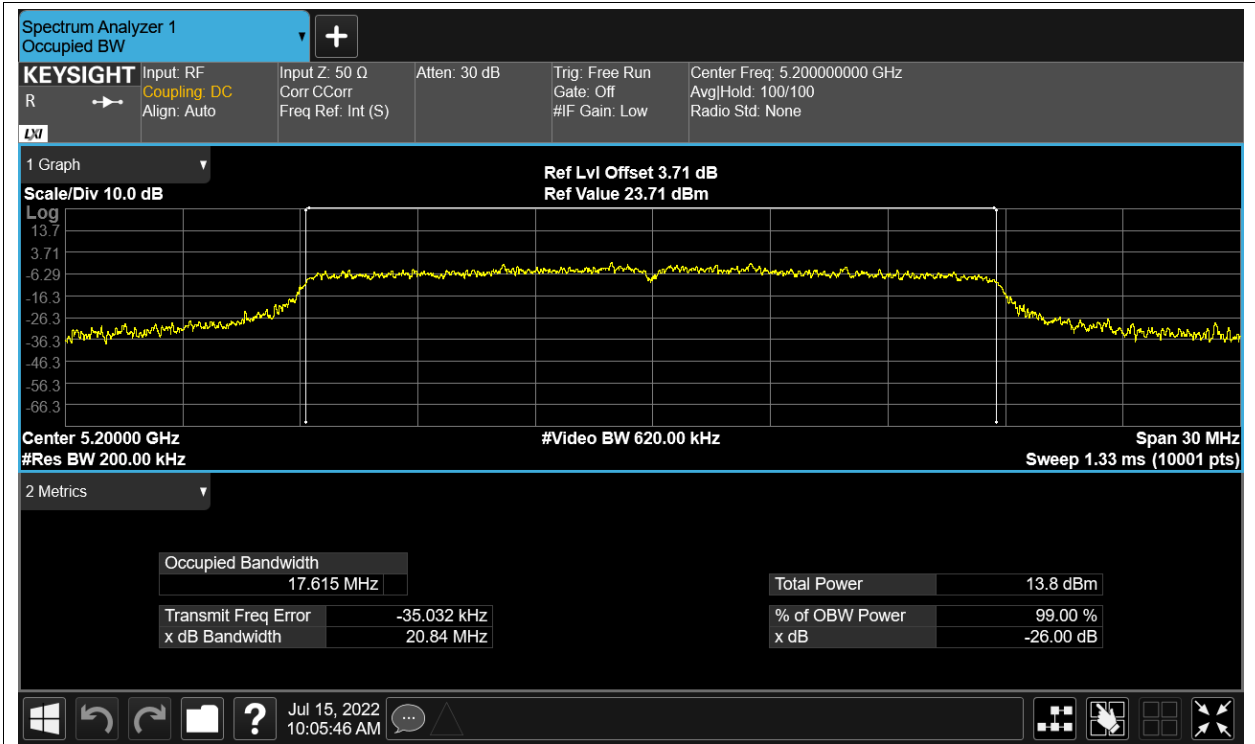 Spectrum Analyzer 1
Occupied BW
KEYSIGHT
R
LXI
Input: RF
Coupling: DC
Align: Auto
Input Z: 50 Ω
Corr CCorr
Freq Ref: Int (S)
Atten: 30 dB
Trig: Free Run
Gate: Off
#IF Gain: Low
Center Freq: 5.200000000 GHz
Avg|Hold: 100/100
Radio Std: None
1 Graph
Scale/Div 10.0 dB
Ref Lvl Offset 3.71 dB
Ref Value 23.71 dBm
Log
13.7
3.71
-6.29
-16.3
-26.3
-36.3
-46.3
-56.3
-66.3
Center 5.20000 GHz
#Video BW 620.00 kHz
Span 30 MHz
#Res BW 200.00 kHz
Sweep 1.33 ms (10001 pts)
2 Metrics
Occupied Bandwidth
17.615 MHz
Transmit Freq Error -35.032 kHz
x dB Bandwidth 20.84 MHz
Total Power 13.8 dBm
% of OBW Power 99.00 %
x dB -26.00 dB
?
Jul 15, 2022
10:05:46 AM